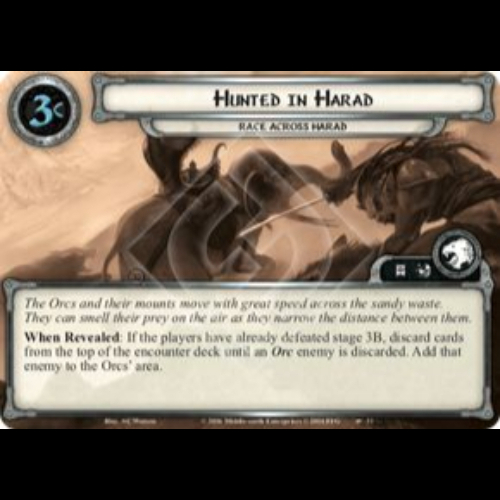 3C
Hunted in Harad
Race Across Harad
The Orcs and their mounts move with great speed across the sandy waste.
They can smell their prey on the air as they narrow the distance between them.
When Revealed: If the players have already defeated stage 3B, discard cards
from the top of the encounter deck until an Orc enemy is discarded. Add that
enemy to the Orcs' area.